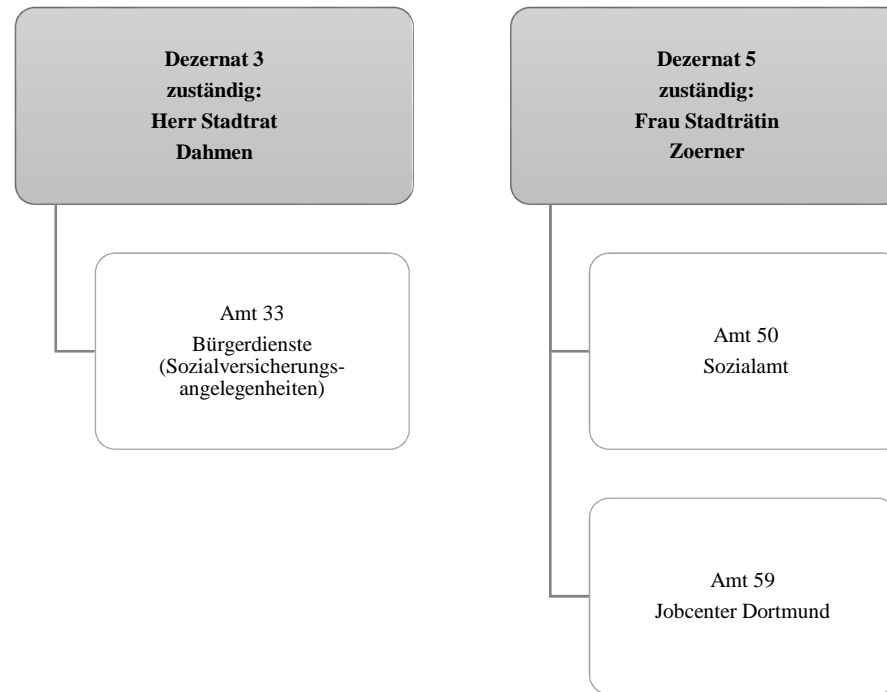 Dezernat 3
zuständig:
Herr Stadtrat
Dahmen
Amt 33
Bürgerdienste
(Sozialversicherungs-
angelegenheiten)
Dezernat 5
zuständig:
Frau Stadträtin
Zoerner
Amt 50
Sozialamt
Amt 59
Jobcenter Dortmund